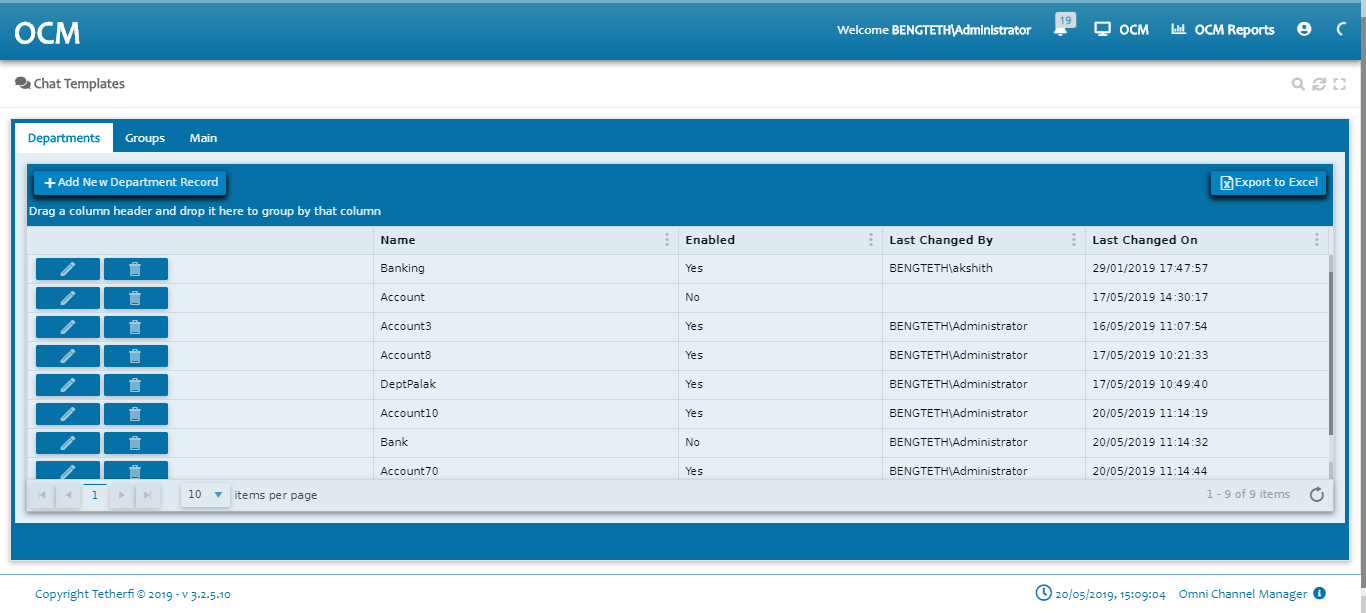 OCM
Welcome BENGTETH\Administrator
19
OCM
OCM Reports
Chat Templates
Departments Groups Main
Add New Department Record
Export to Excel
Drag a column header and drop it here to group by that column
Name Enabled Last Changed By Last Changed On
Banking Yes BENGTETH\akshith 29/01/2019 17:47:57
Account No 17/05/2019 14:30:17
Account3 Yes BENGTETH\Administrator 16/05/2019 11:07:54
Account8 Yes BENGTETH\Administrator 17/05/2019 10:21:33
DeptPalak Yes BENGTETH\Administrator 17/05/2019 10:49:40
Account10 Yes BENGTETH\Administrator 20/05/2019 11:14:19
Bank No BENGTETH\Administrator 20/05/2019 11:14:32
Account70 Yes BENGTETH\Administrator 20/05/2019 11:14:44
1 10 items per page 1 - 9 of 9 items
Copyright Tetherfi © 2019 - v 3.2.5.10
20/05/2019, 15:09:04 Omni Channel Manager